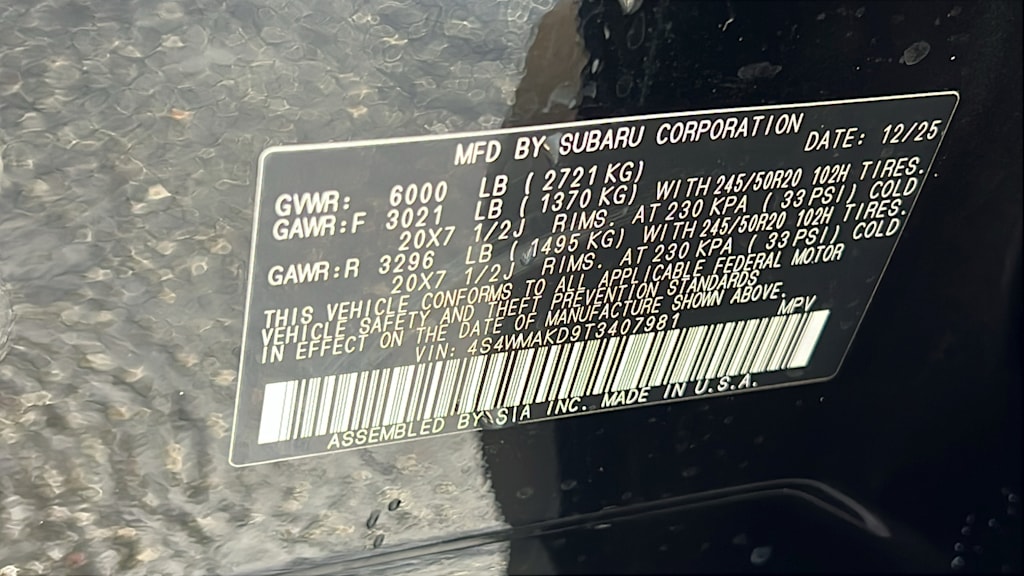 MFD BY SUBARU CORPORATION DATE: 12/25
GVWR: 6000 LB ( 2721 KG)
GAWR:F 3021 LB ( 1370 KG) WITH 245/50R20 102H TIRES.
20X7 1/2J RIMS. AT 230 KPA ( 33 PSI) COLD
GAWR:R 3296 LB ( 1495 KG) WITH 245/50R20 102H TIRES.
20X7 1/2J RIMS. AT 230 KPA ( 33 PSI) COLD
THIS VEHICLE CONFORMS TO ALL APPLICABLE FEDERAL MOTOR
VEHICLE SAFETY AND THEFT PREVENTION STANDARDS
IN EFFECT ON THE DATE OF MANUFACTURE SHOWN ABOVE.
VIN: 4S4WMAKD9T3407981 MPV
ASSEMBLED BY SIA INC. MADE IN U.S.A.